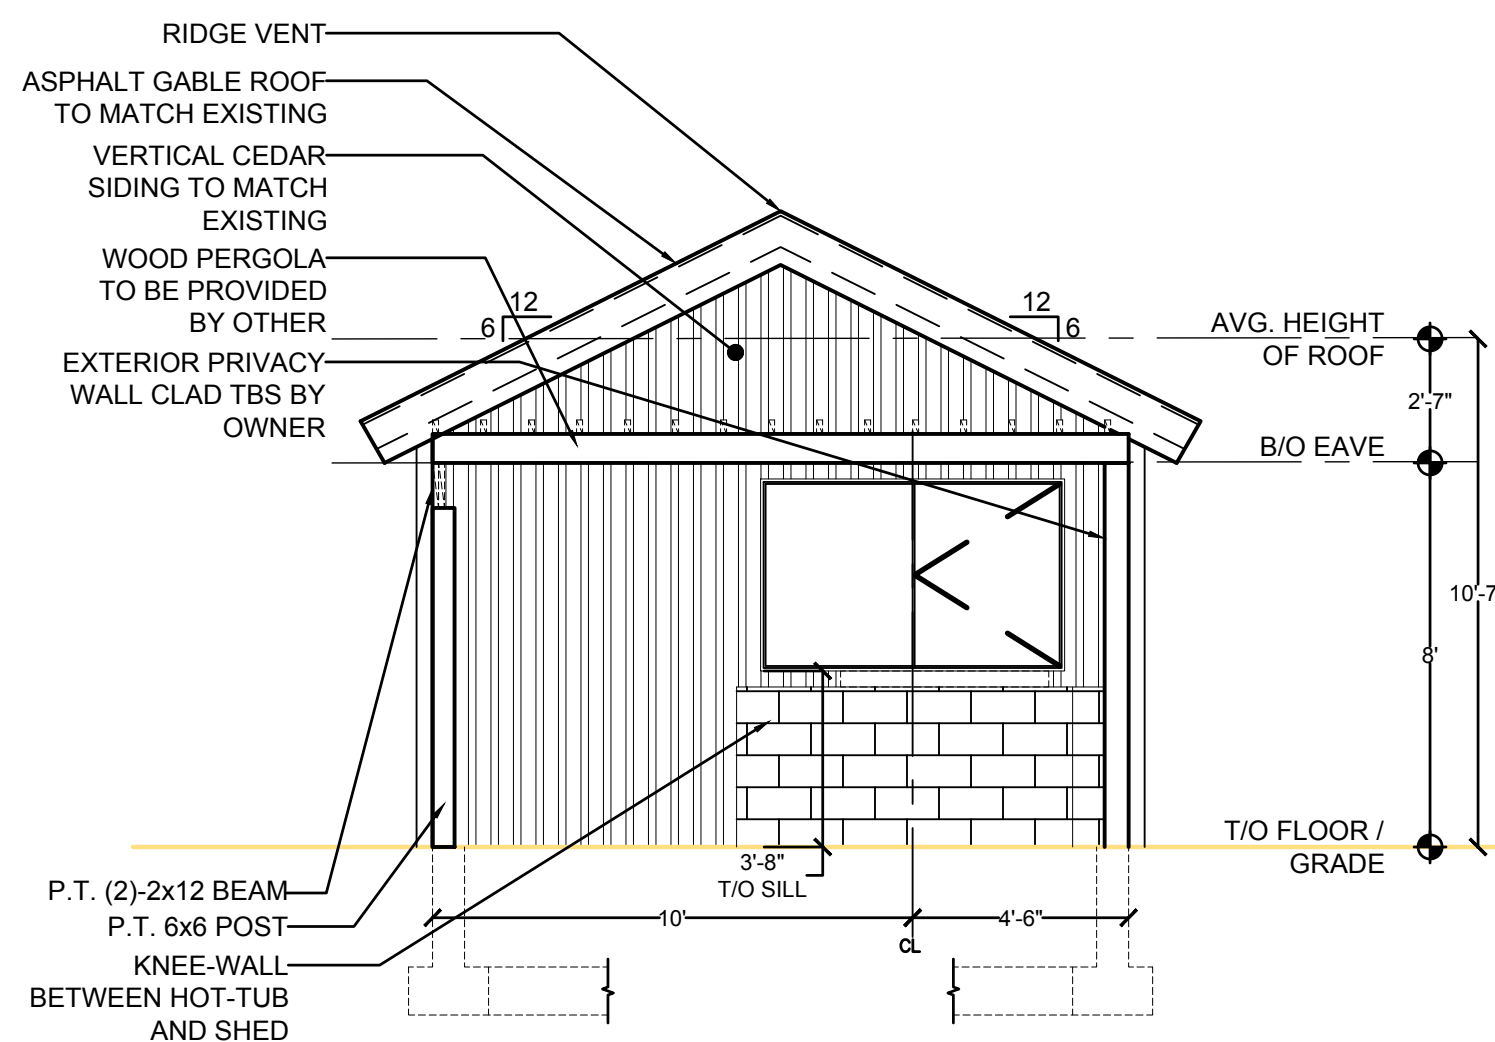 RIDGE VENT
ASPHALT GABLE ROOF
TO MATCH EXISTING
VERTICAL CEDAR
SIDING TO MATCH
EXISTING
WOOD PERGOLA
TO BE PROVIDED
BY OTHER
EXTERIOR PRIVACY
WALL CLAD TBS BY
OWNER
12
6
12
6
AVG. HEIGHT
OF ROOF
2'-7"
B/O EAVE
10'-7
8'
T/O FLOOR /
GRADE
3'-8"
T/O SILL
P.T. (2)-2x12 BEAM
P.T. 6x6 POST
KNEE-WALL
BETWEEN HOT-TUB
AND SHED
10'
4'-6"
CL